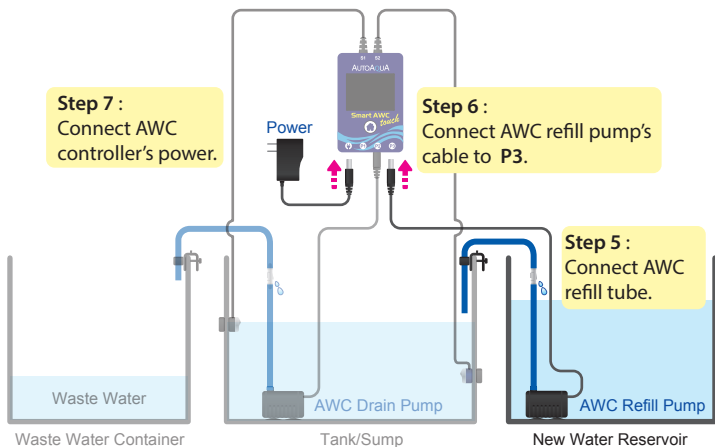 S1 S2
AUTOAQUA
Smart AWC
touch
Step 7 :
Connect AWC
controller's power.
Power
Step 6 :
Connect AWC refill pump's
cable to P3.
Step 5 :
Connect AWC
refill tube.
Waste Water
AWC Drain Pump
AWC Refill Pump
Waste Water Container
Tank/Sump
New Water Reservoir